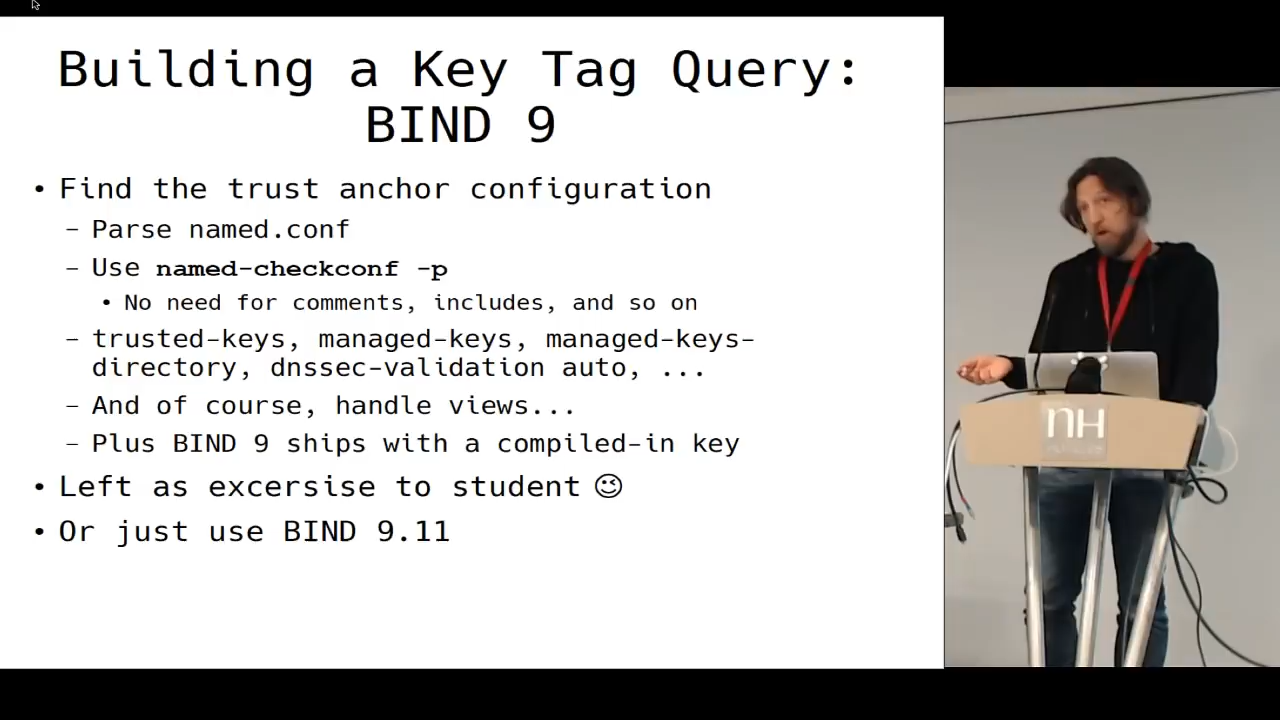 Building a Key Tag Query:
BIND 9
• Find the trust anchor configuration
– Parse named.conf
– Use named-checkconf -p
• No need for comments, includes, and so on
– trusted-keys, managed-keys, managed-keys-
directory, dnssec-validation auto, ...
– And of course, handle views...
– Plus BIND 9 ships with a compiled-in key
• Left as excersise to student 😉
• Or just use BIND 9.11
nH